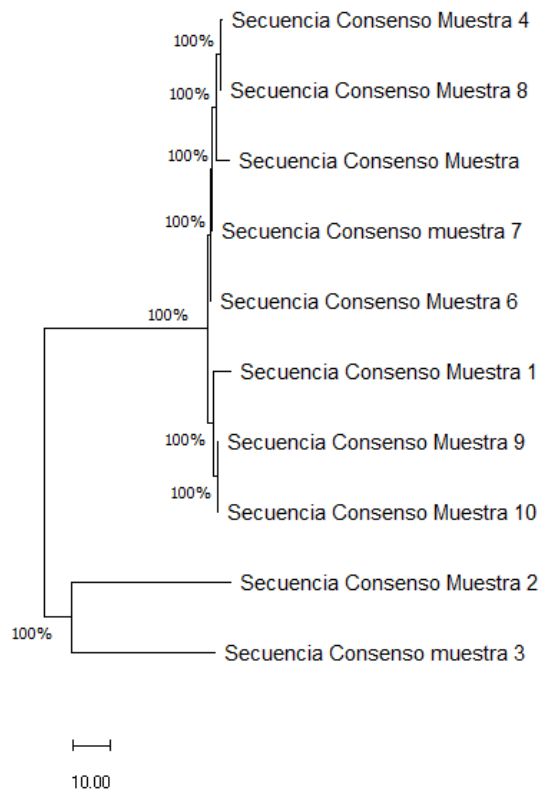 Secuencia Consenso Muestra 4
100%
100%
Secuencia Consenso Muestra 8
100%
Secuencia Consenso Muestra
100%
Secuencia Consenso muestra 7
Secuencia Consenso Muestra 6
100%
Secuencia Consenso Muestra 1
100%
Secuencia Consenso Muestra 9
100%
Secuencia Consenso Muestra 10
Secuencia Consenso Muestra 2
100%
Secuencia Consenso muestra 3
10.00